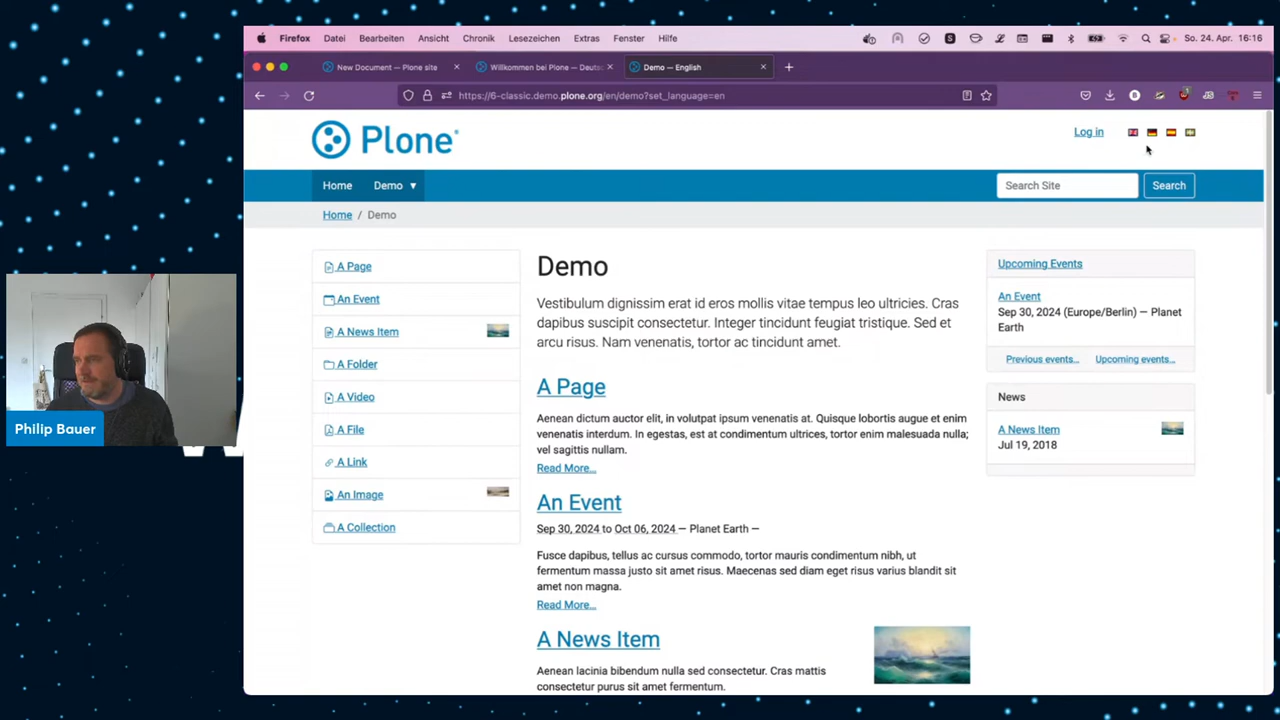 Firefox Datei Bearbeiten Ansicht Chronik Lesezeichen Extras Fenster Hilfe So. 24. Apr. 16:16
New Document — Plone site Willkommen bei Plone — Deuts Demo — English
https://6-classic.demo.plone.org/en/demo?set_language=en
Plone
Log in
Home Demo Search Site Search
Home / Demo
A Page
An Event
A News Item
A Folder
A Video
A File
A Link
An Image
A Collection
Demo
Vestibulum dignissim erat id eros mollis vitae tempus leo ultricies. Cras
dapibus suscipit consectetur. Integer tincidunt feugiat tristique. Sed et
arcu risus. Nam venenatis, tortor ac tincidunt amet.
A Page
Aenean dictum auctor elit, in volutpat ipsum venenatis at. Quisque lobortis augue et enim
venenatis interdum. In egestas, est at condimentum ultrices, tortor enim malesuada nulla;
vel sagittis nullam.
Read More...
An Event
Sep 30, 2024 to Oct 06, 2024 — Planet Earth —
Fusce dapibus, tellus ac cursus commodo, tortor mauris condimentum nibh, ut
fermentum massa justo sit amet risus. Maecenas sed diam eget risus varius blandit sit
amet non magna.
Read More...
A News Item
Aenean lacinia bibendum nulla sed consectetur. Cras mattis
consectetur purus sit amet fermentum.
Upcoming Events
An Event
Sep 30, 2024 (Europe/Berlin) — Planet
Earth
Previous events... Upcoming events...
News
A News Item
Jul 19, 2018
Philip Bauer